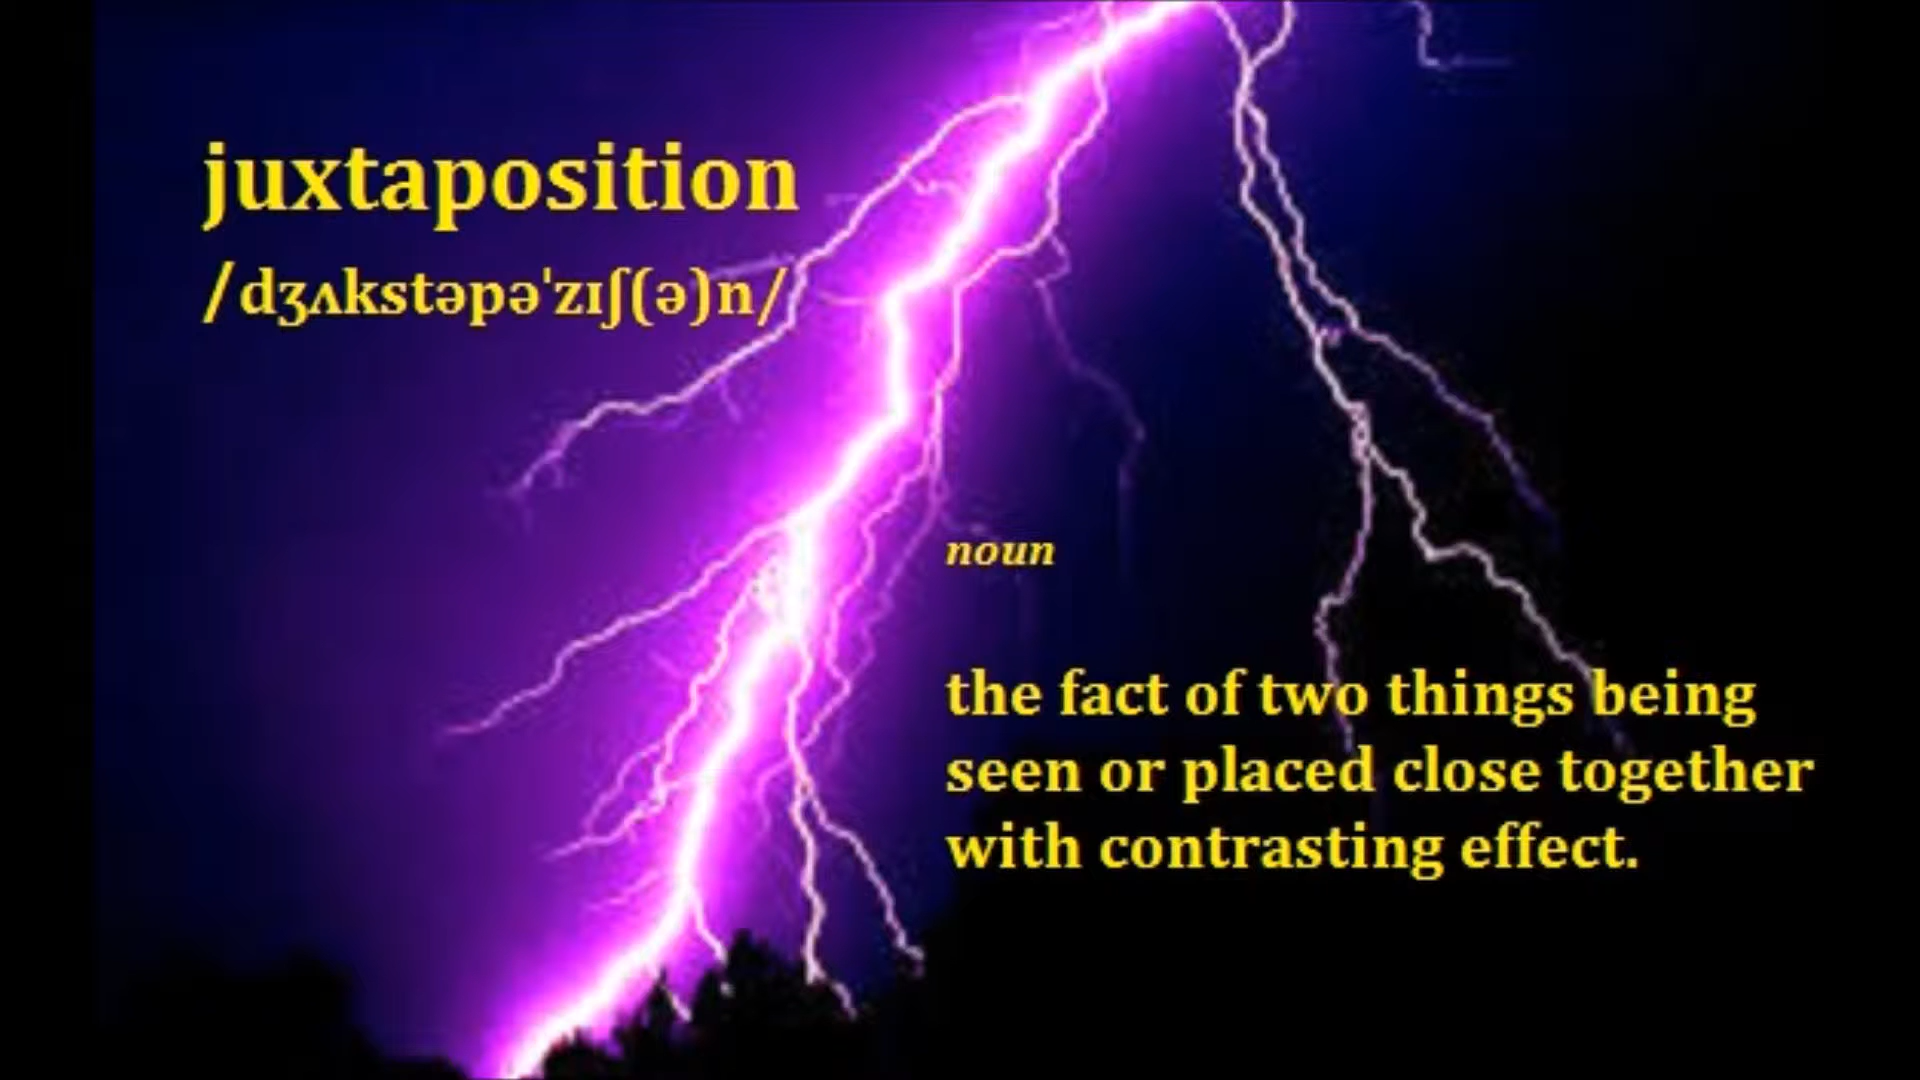 juxtaposition
/dʒʌkstəpəˈzɪʃ(ə)n/
noun
the fact of two things being
seen or placed close together
with contrasting effect.